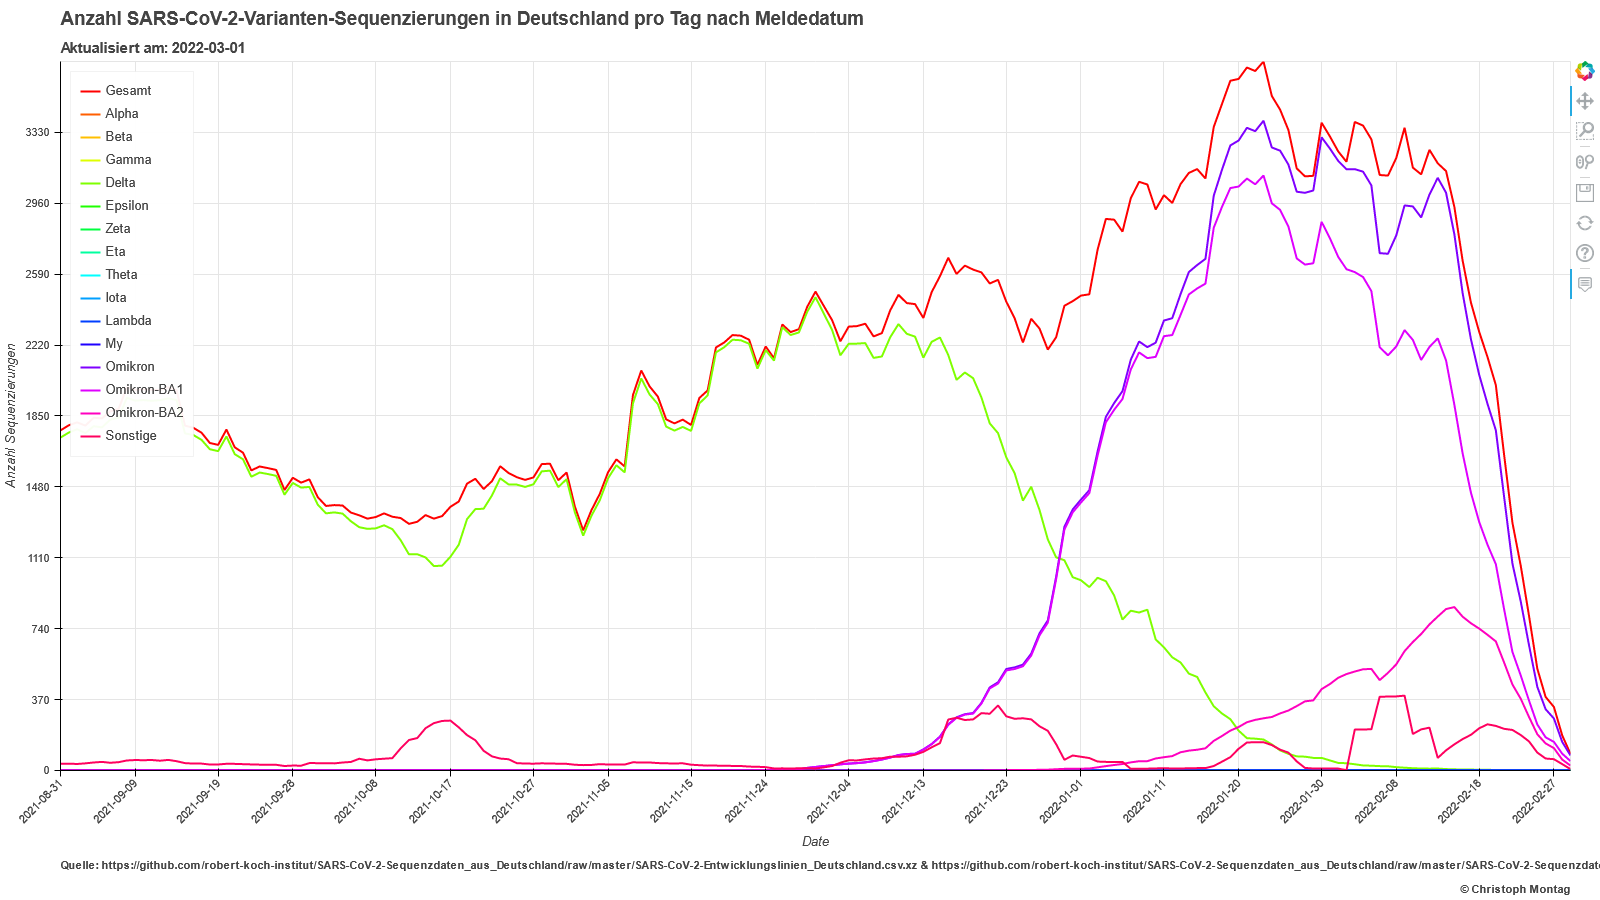 Anzahl SARS-CoV-2-Varianten-Sequenzierungen in Deutschland pro Tag nach Meldedatum
Aktualisiert am: 2022-03-01
Gesamt
Alpha
Beta
Gamma
Delta
Epsilon
Zeta
Eta
Theta
Iota
Lambda
My
Omikron
Omikron-BA1
Omikron-BA2
Sonstige
Anzahl Sequenzierungen
3330
2960
2590
2220
1850
1480
1110
740
370
0
2021-08-31
2021-09-09
2021-09-19
2021-09-28
2021-10-08
2021-10-17
2021-10-27
2021-11-05
2021-11-15
2021-11-24
2021-12-04
2021-12-13
2021-12-23
2022-01-01
2022-01-11
2022-01-20
2022-01-30
2022-02-08
2022-02-18
2022-02-27
Date
Quelle: https://github.com/robert-koch-institut/SARS-CoV-2-Sequenzdaten_aus_Deutschland/raw/master/SARS-CoV-2-Entwicklungslinien_Deutschland.csv.xz & https://github.com/robert-koch-institut/SARS-CoV-2-Sequenzdaten_aus_Deutschland/raw/master/SARS-CoV-2-Sequenzdate
© Christoph Montag